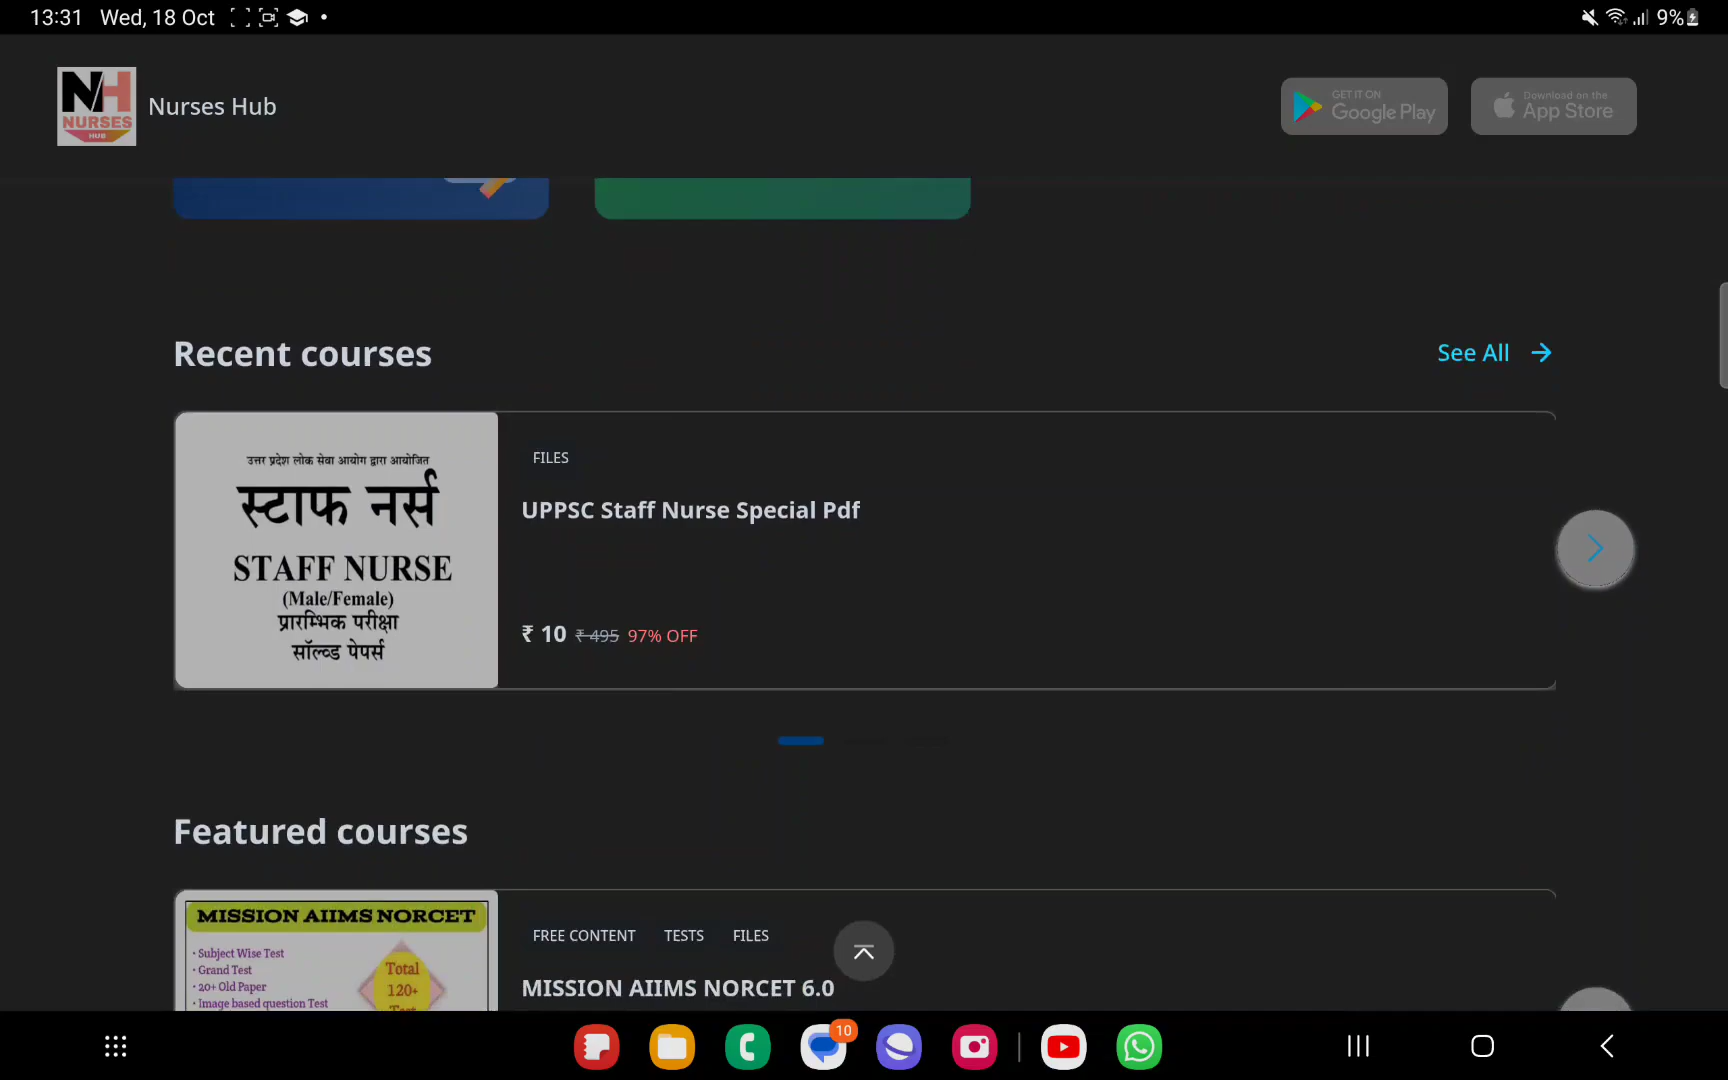 13:31 Wed, 18 Oct
9%
NH
NURSES
HUB
Nurses Hub
GET IT ON
Google Play
Download on the
App Store
Recent courses
See All
उत्तर प्रदेश लोक सेवा आयोग द्वारा आयोजित
स्टाफ नर्स
STAFF NURSE
(Male/Female)
प्रारम्भिक परीक्षा
सॉल्व्ड पेपर्स
FILES
UPPSC Staff Nurse Special Pdf
₹ 10 ₹ 495 97% OFF
Featured courses
MISSION AIIMS NORCET
• Subject Wise Test
• Grand Test
• 20+ Old Paper
• Image based question Test
Total
120+
Test
FREE CONTENT TESTS FILES
MISSION AIIMS NORCET 6.0
10